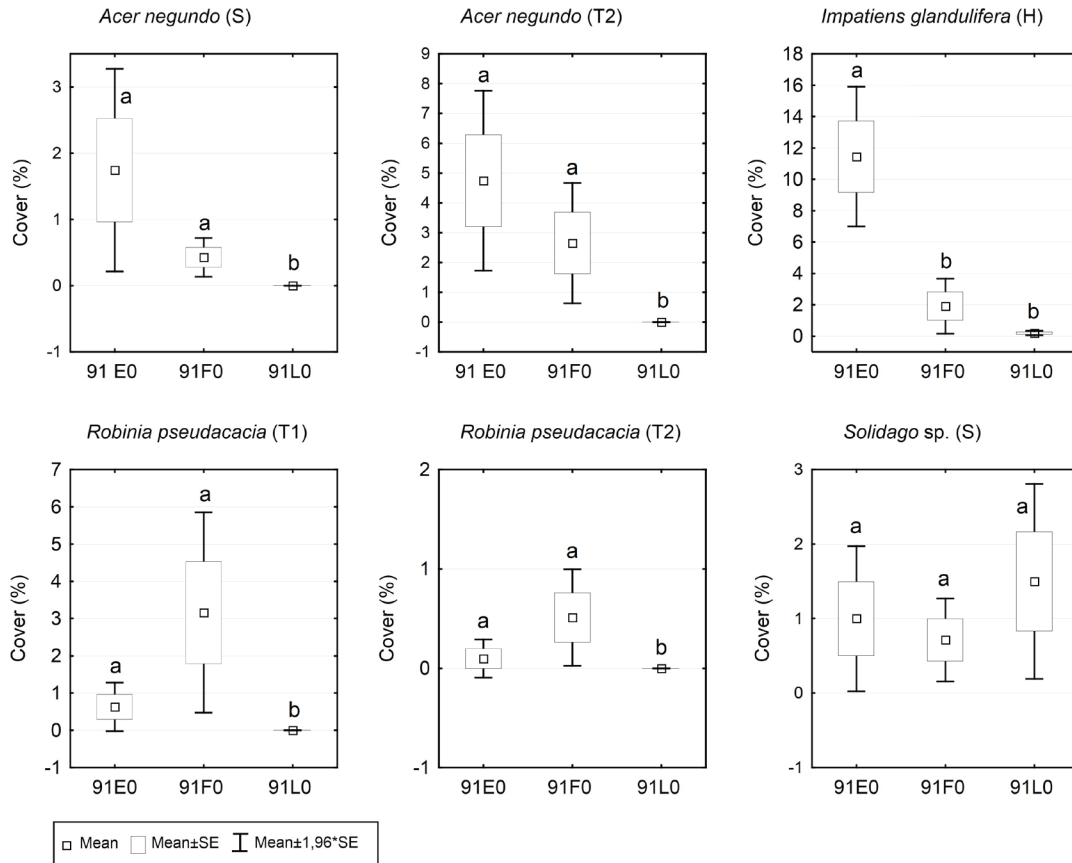 Acer negundo (S)
Acer negundo (T2)
Impatiens glandulifera (H)
Cover (%)
3
2
1
0
-1
a
a
b
91 E0
91F0
91L0
Cover (%)
9
8
7
6
5
4
3
2
1
0
-1
a
a
b
91 E0
91F0
91L0
Cover (%)
18
16
14
12
10
8
6
4
2
0
a
b
b
91E0
91F0
91L0
Robinia pseudacacia (T1)
Robinia pseudacacia (T2)
Solidago sp. (S)
Cover (%)
7
6
5
4
3
2
1
0
-1
a
a
b
91E0
91F0
91L0
Cover (%)
2
1
0
-1
a
a
b
91E0
91F0
91L0
Cover (%)
3
2
1
0
-1
a
a
a
91E0
91F0
91L0
Mean
Mean±SE
Mean±1,96*SE